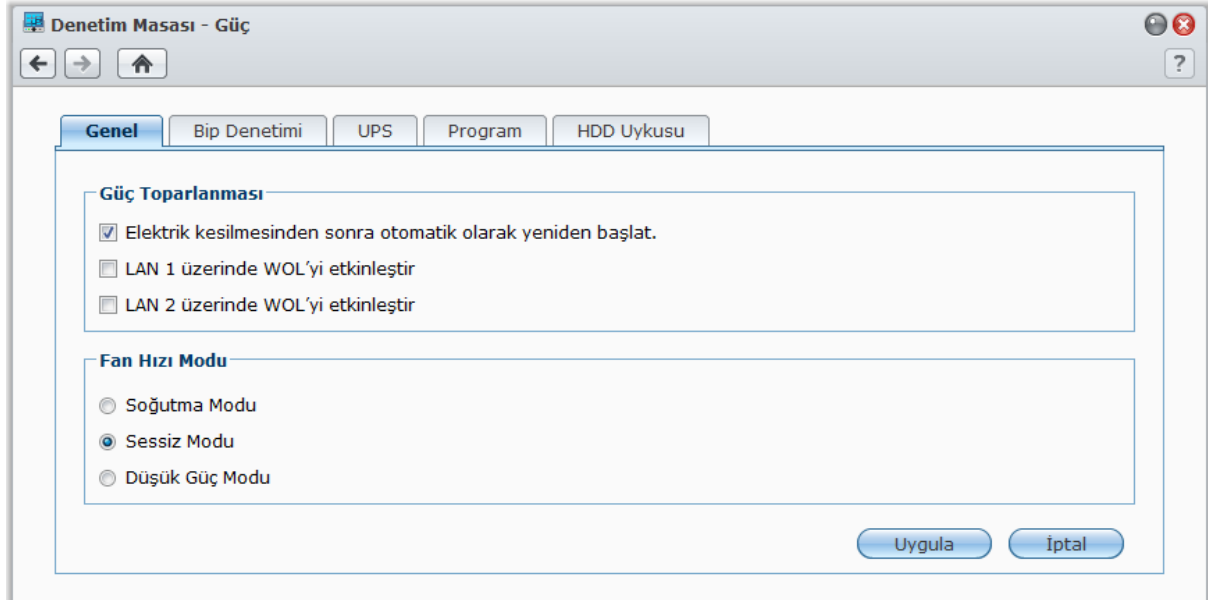 Denetim Masası - Güç
?
Genel Bip Denetimi UPS Program HDD Uykusu
Güç Toparlanması
Elektrik kesilmesinden sonra otomatik olarak yeniden başlat.
LAN 1 üzerinde WOL’yi etkinleştir
LAN 2 üzerinde WOL’yi etkinleştir
Fan Hızı Modu
Soğutma Modu
Sessiz Modu
Düşük Güç Modu
Uygula İptal